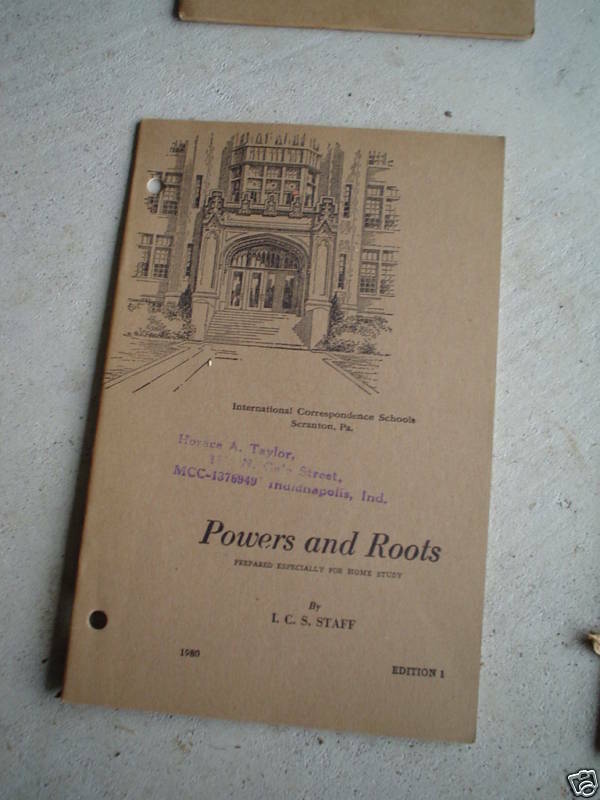 International Correspondence Schools
Scranton, Pa.
Horace A. Taylor,
N. Street,
MCC-1376949 Indianapolis, Ind.
Powers and Roots
PREPARED ESPECIALLY FOR HOME STUDY
By
I. C. S. STAFF
1980
EDITION 1